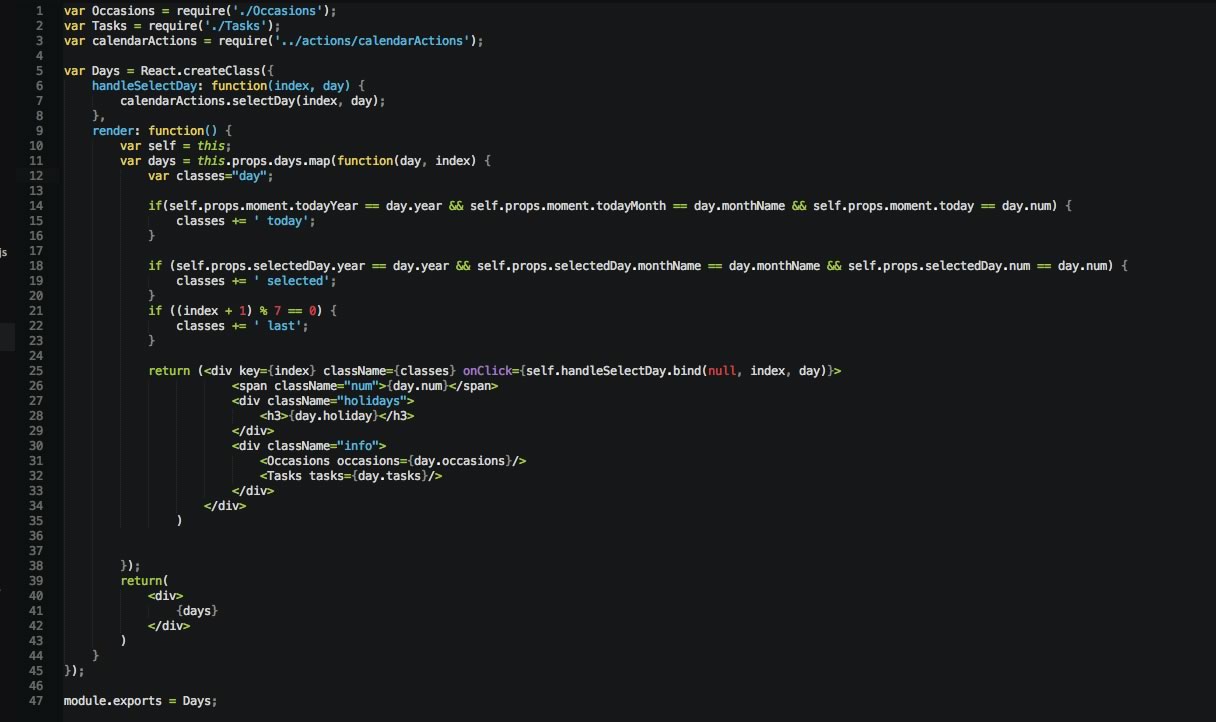 1 var Occasions = require('./Occasions');
2 var Tasks = require('./Tasks');
3 var calendarActions = require('../actions/calendarActions');
4
5 var Days = React.createClass({
6     handleSelectDay: function(index, day) {
7         calendarActions.selectDay(index, day);
8     },
9     render: function() {
10         var self = this;
11         var days = this.props.days.map(function(day, index) {
12             var classes="day";
13
14             if(self.props.moment.todayYear == day.year && self.props.moment.todayMonth == day.monthName && self.props.moment.today == day.num) {
15                 classes += ' today';
16             }
js 17
18             if (self.props.selectedDay.year == day.year && self.props.selectedDay.monthName == day.monthName && self.props.selectedDay.num == day.num) {
19                 classes += ' selected';
20             }
21             if ((index + 1) % 7 == 0) {
22                 classes += ' last';
23             }
24
25             return (<div key={index} className={classes} onClick={self.handleSelectDay.bind(null, index, day)}>
26                         <span className="num">{day.num}</span>
27                         <div className="holidays">
28                             <h3>{day.holiday}</h3>
29                         </div>
30                         <div className="info">
31                             <Occasions occasions={day.occasions}/>
32                             <Tasks tasks={day.tasks}/>
33                         </div>
34                     </div>
35                 )
36
37
38         });
39         return(
40             <div>
41                 {days}
42             </div>
43         )
44     }
45 });
46
47 module.exports = Days;